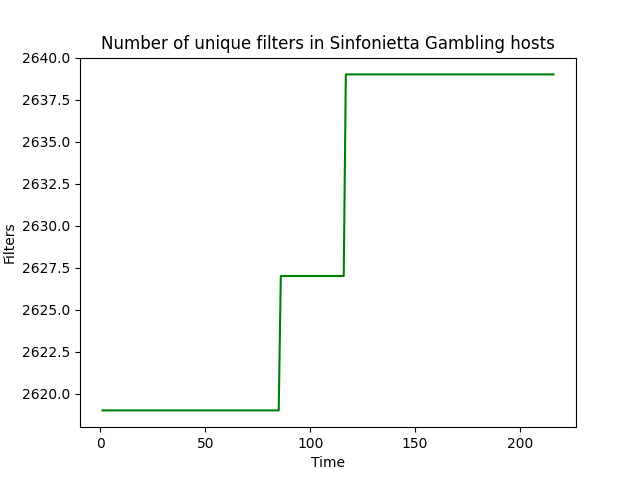 Number of unique filters in Sinfonietta Gambling hosts
2640.0
2637.5
2635.0
2632.5
2630.0
2627.5
2625.0
2622.5
2620.0
Filters
0 50 100 150 200
Time